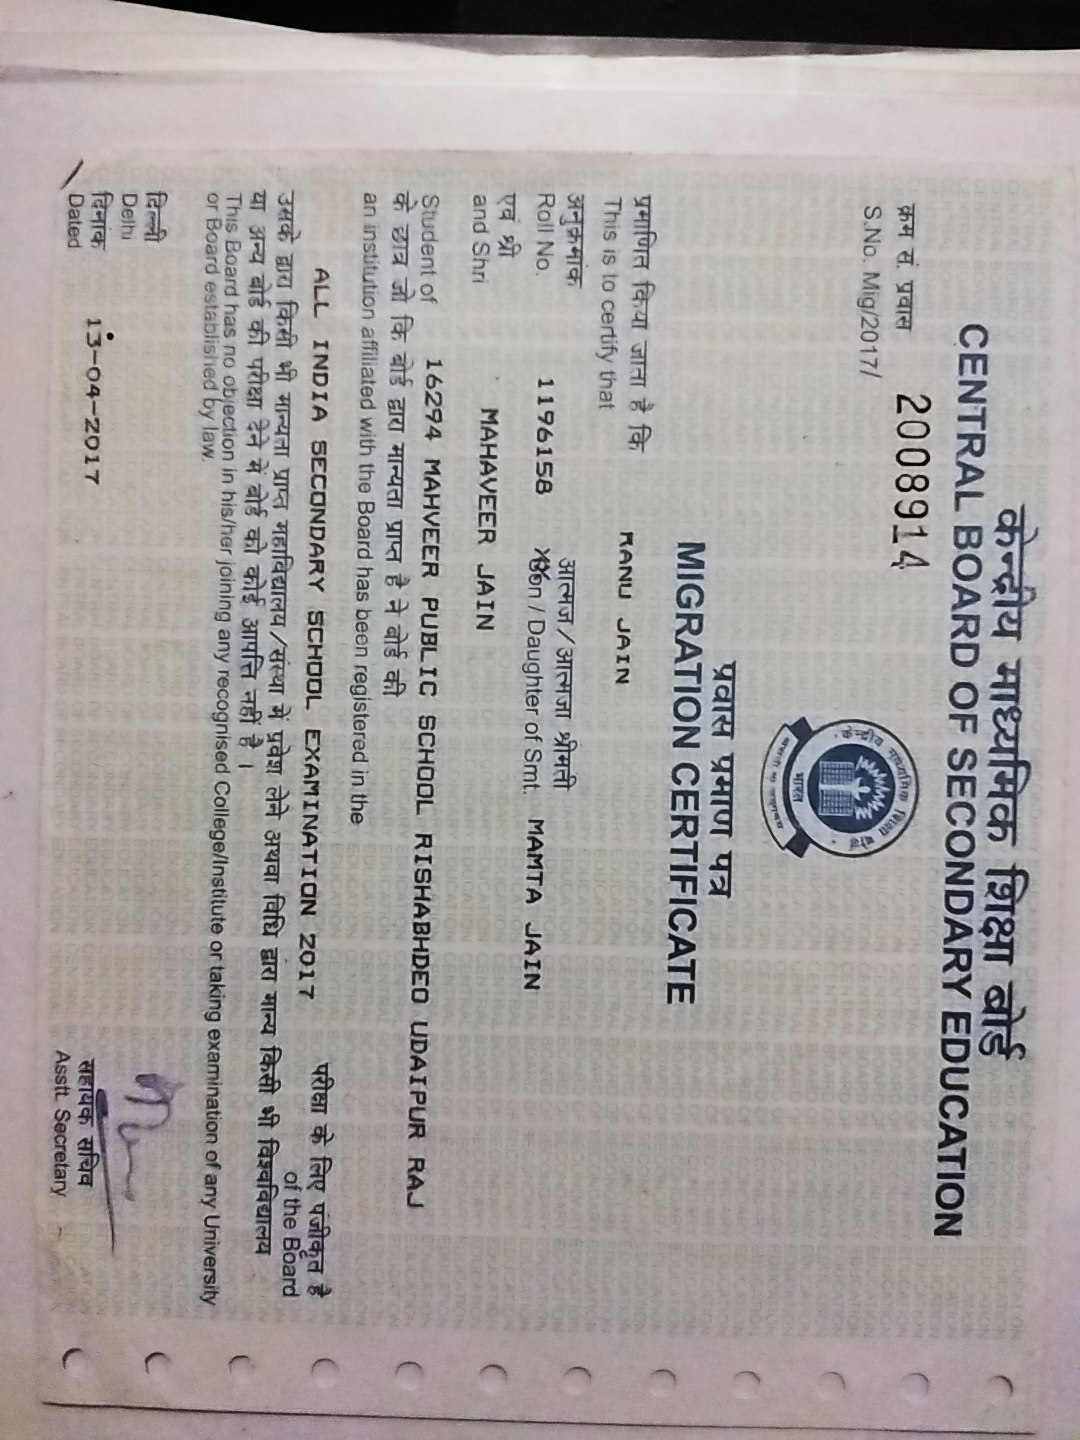 केन्द्रीय माध्यमिक शिक्षा बोर्ड
CENTRAL BOARD OF SECONDARY EDUCATION
क्रम सं. प्रवास
S.No. Mig/2017/ 2008914
केन्द्रीय माध्यमिक शिक्षा बोर्ड
भारत
प्रवास प्रमाण पत्र
MIGRATION CERTIFICATE
प्रमाणित किया जाता है कि
This is to certify that RANU JAIN
अनुक्रमांक आत्मज/आत्मजा श्रीमती
Roll No. 1196158 / Daughter of Smt. MAMTA JAIN
एवं श्री
and Shri MAHAVEER JAIN
Student of 16294 MAHVEER PUBLIC SCHOOL RISHABHDEO UDAIPUR RAJ
के छात्र जो कि बोर्ड द्वारा मान्यता प्राप्त है ने बोर्ड की
an institution affiliated with the Board has been registered in the
ALL INDIA SECONDARY SCHOOL EXAMINATION 2017 परीक्षा के लिए पंजीकृत है
of the Board
उसके द्वारा किसी भी मान्यता प्राप्त महाविद्यालय/संस्था में प्रवेश लेने अथवा विधि द्वारा मान्य किसी भी विश्वविद्यालय
या अन्य बोर्ड की परीक्षा देने में बोर्ड को कोई आपत्ति नहीं है ।
This Board has no objection in his/her joining any recognised College/Institute or taking examination of any University
or Board established by law.
दिल्ली
Delhi
दिनांक
Dated 13-04-2017
सहायक सचिव
Asstt. Secretary